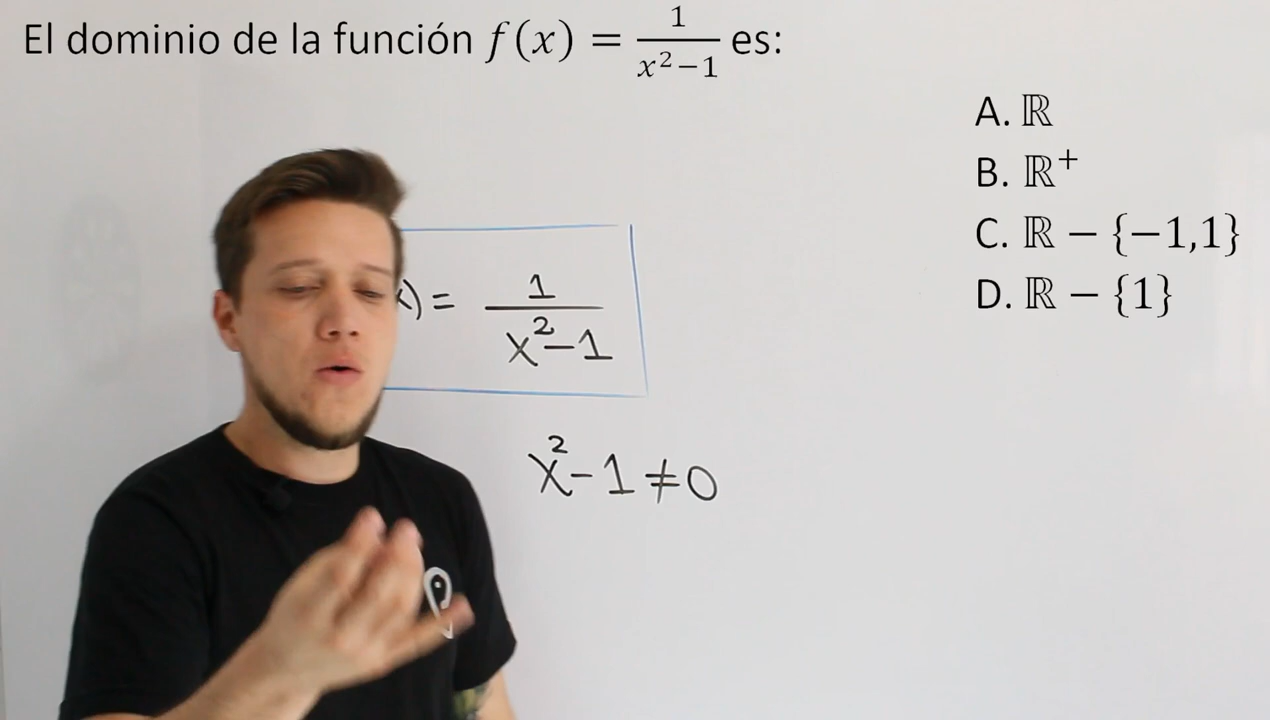 El dominio de la función f(x) = 1/(x² − 1) es:
A. ℝ
B. ℝ⁺
C. ℝ − {−1,1}
D. ℝ − {1}
x) = 1/(x² − 1)
x² − 1 ≠ 0